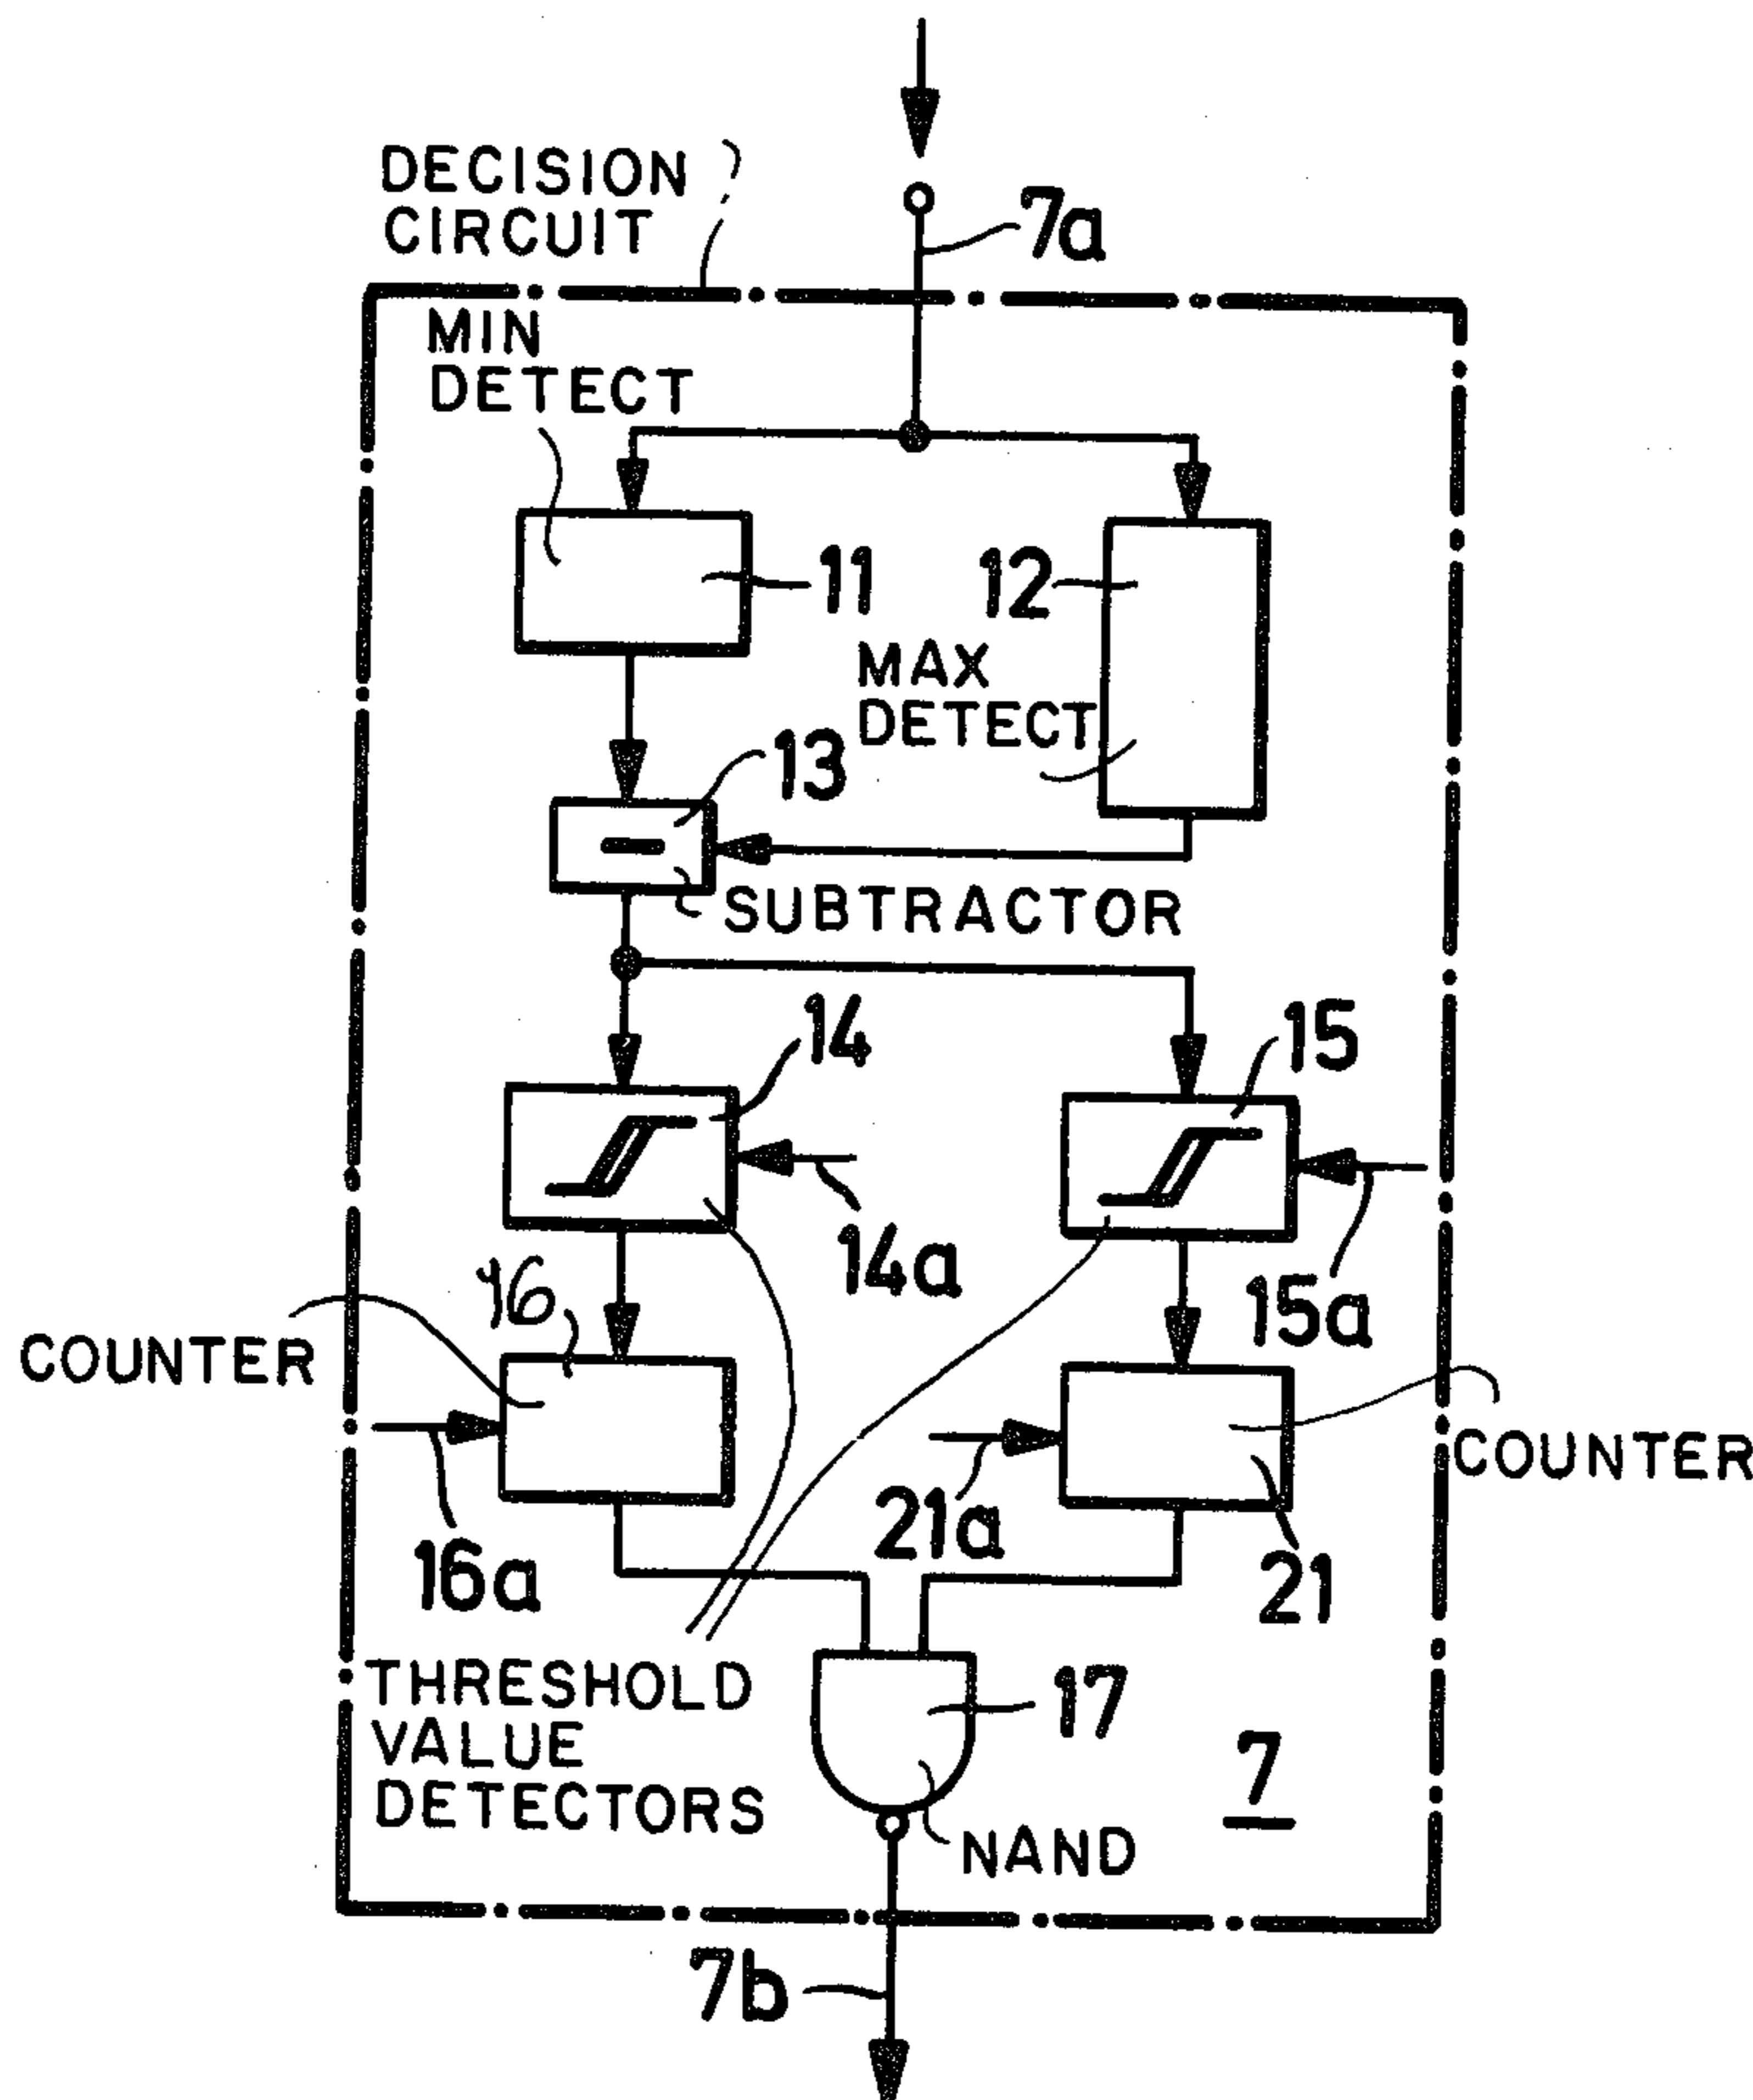 DECISION
CIRCUIT
7a
MIN
DETECT
11
12
MAX
DETECT
13
SUBTRACTOR
14
15
14a
15a
16
COUNTER
COUNTER
16a
21a
21
THRESHOLD
VALUE
DETECTORS
17
7
NAND
7b